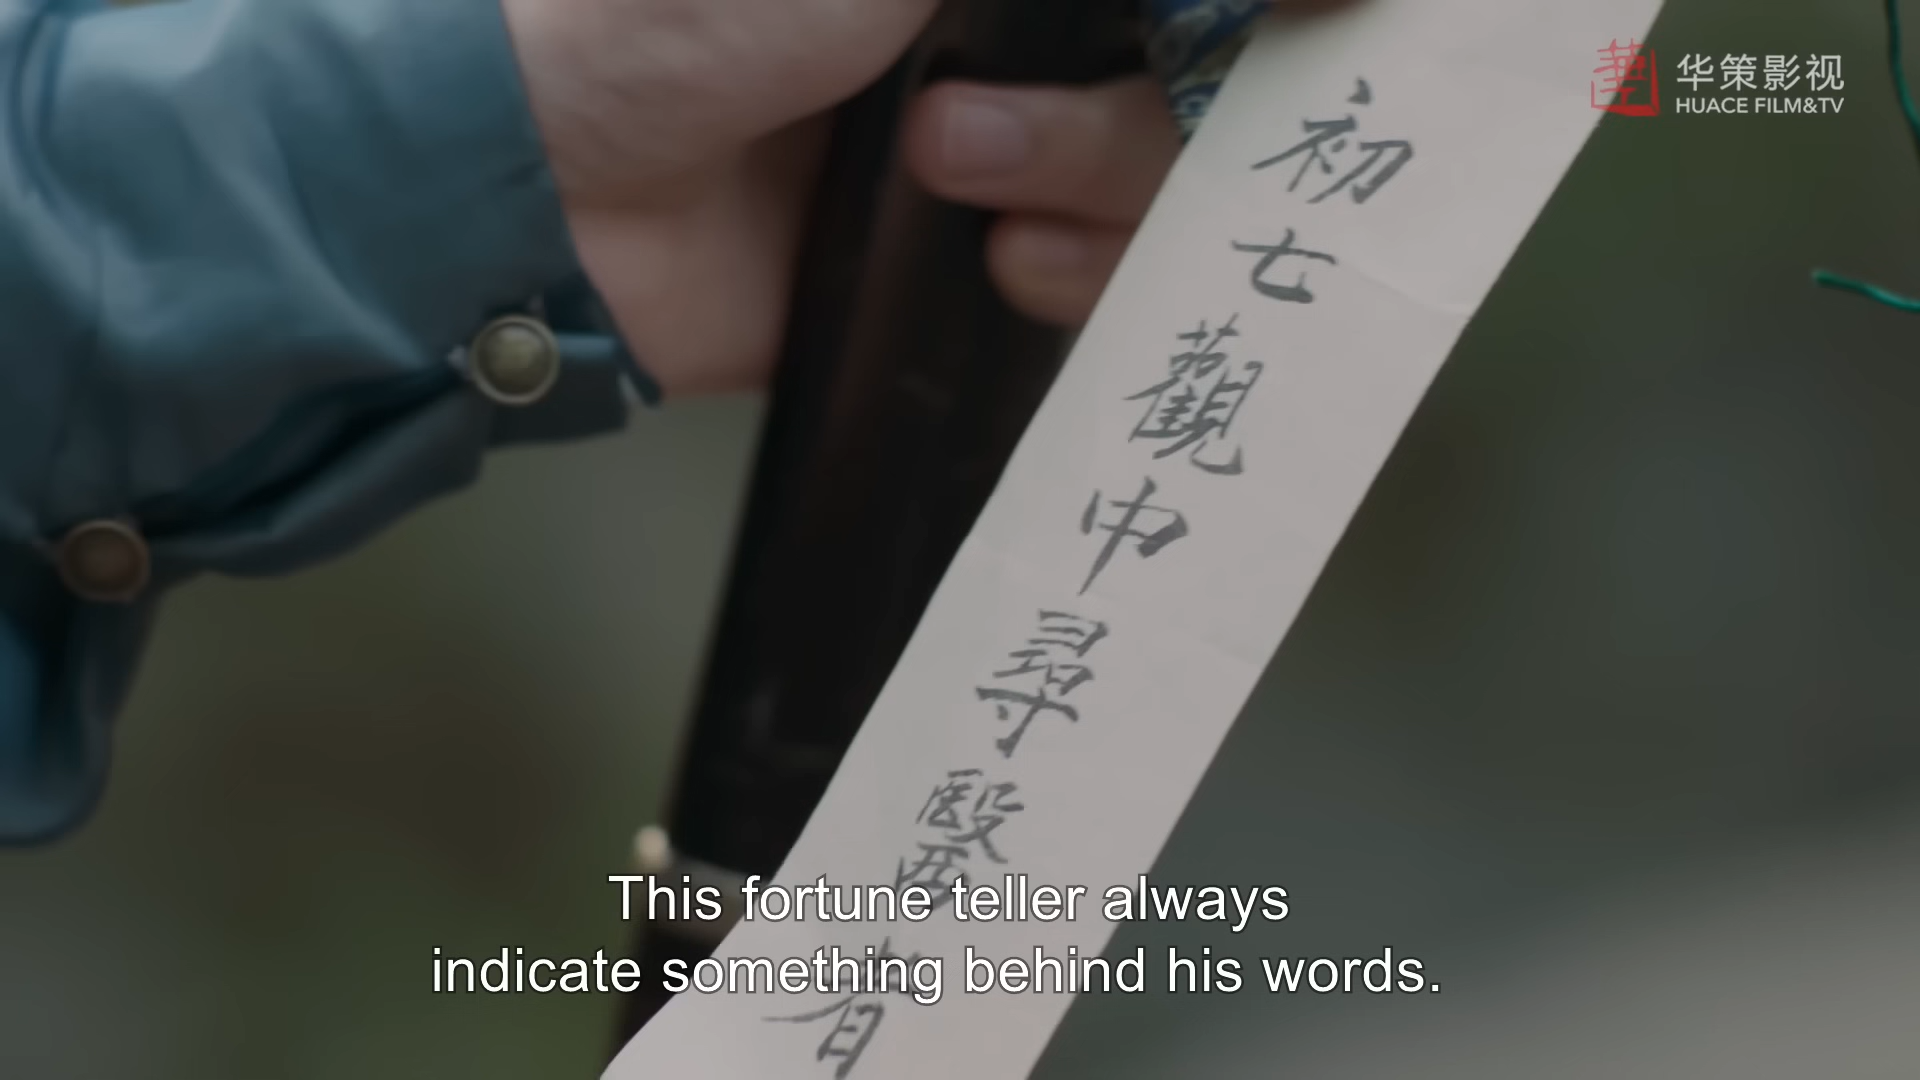 华策影视
HUACE FILM&TV
初七觀中尋醫者
This fortune teller always
indicate something behind his words.